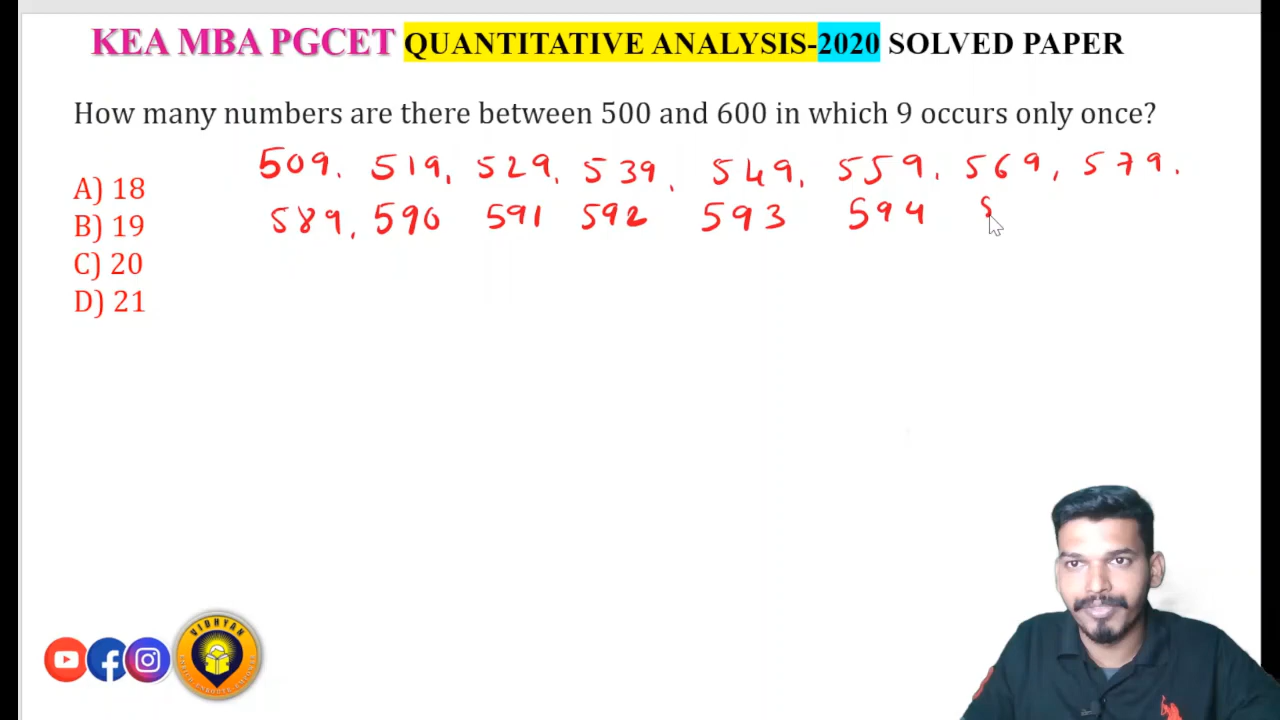 KEA MBA PGCET QUANTITATIVE ANALYSIS-2020 SOLVED PAPER
How many numbers are there between 500 and 600 in which 9 occurs only once?
509. 519, 529, 539, 549, 559, 569, 579.
A) 18
589, 590 591 592 593 594
B) 19
C) 20
D) 21
VIDHYAN